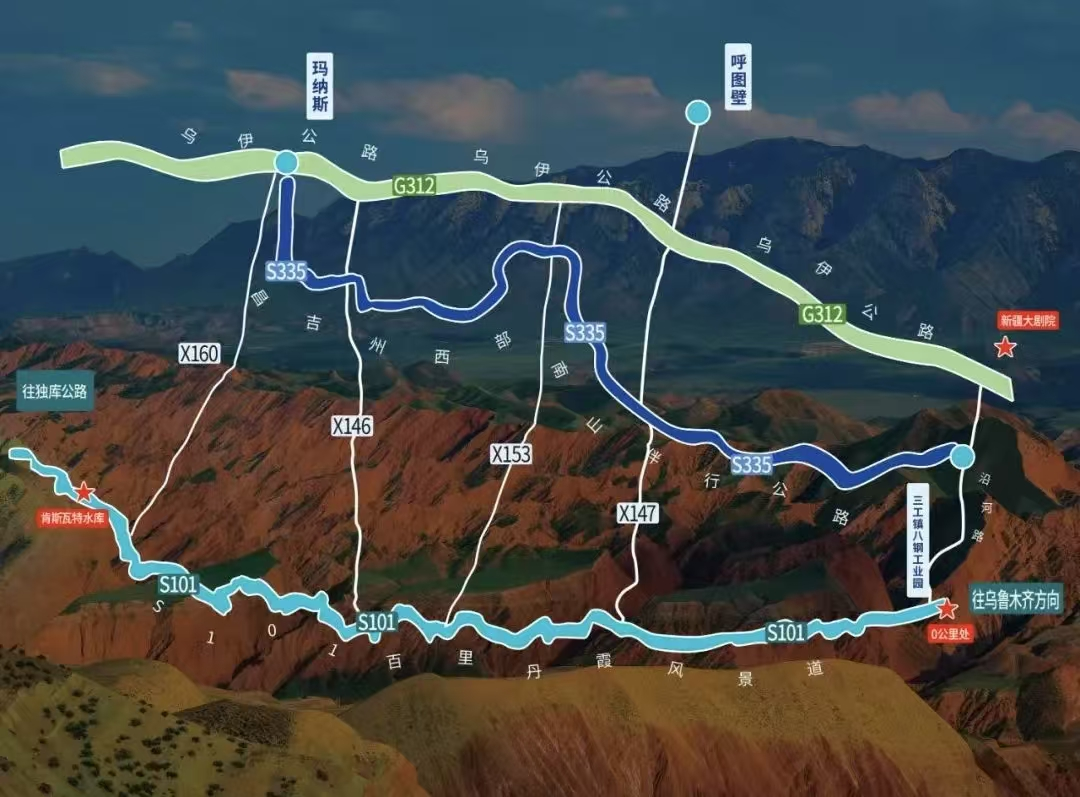 玛纳斯
呼图壁
乌伊公路
乌伊公路
乌伊公路
G312
G312
新疆大剧院
S335
昌吉州西部南山伴行公路
S335
S335
X160
X146
X153
X147
往独库公路
肯斯瓦特水库
沿河路
三工镇八钢工业园
往乌鲁木齐方向
0公里处
S101
S101
S101
S101百里丹霞风景道